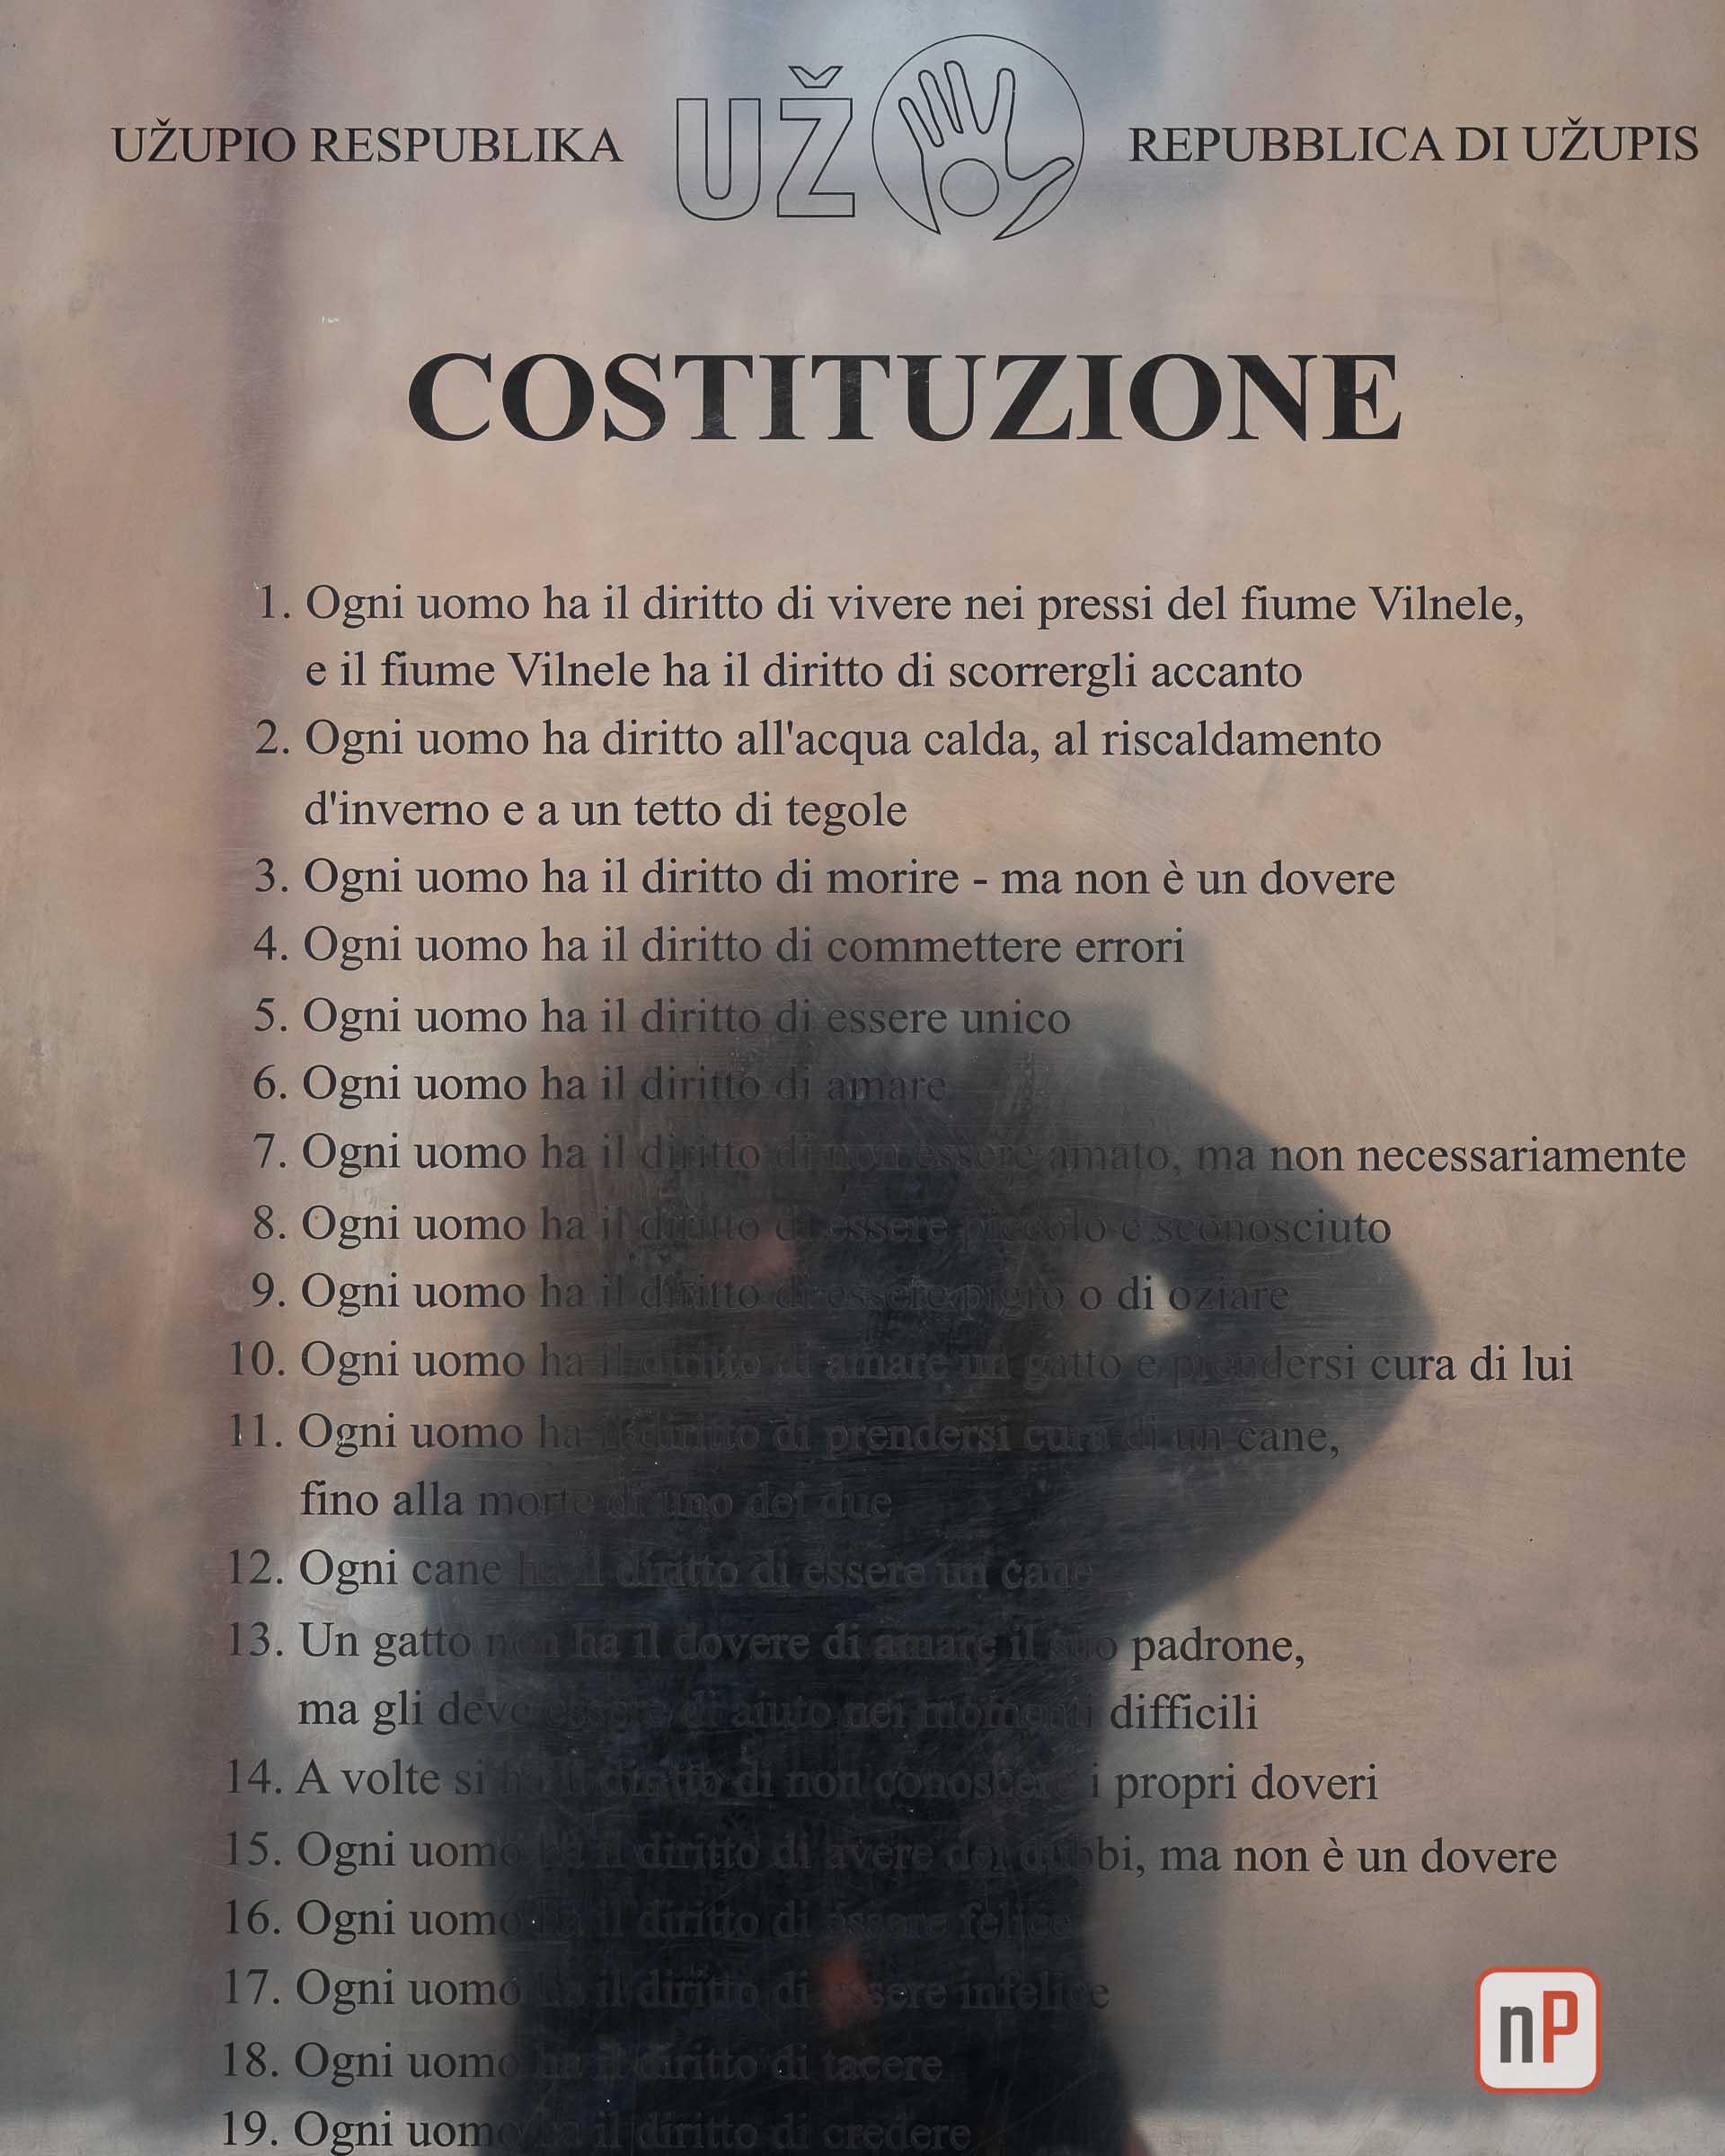 UŽUPIO RESPUBLIKA UŽ REPUBBLICA DI UŽUPIS
COSTITUZIONE
1. Ogni uomo ha il diritto di vivere nei pressi del fiume Vilnele,
e il fiume Vilnele ha il diritto di scorrergli accanto
2. Ogni uomo ha diritto all'acqua calda, al riscaldamento
d'inverno e a un tetto di tegole
3. Ogni uomo ha il diritto di morire - ma non è un dovere
4. Ogni uomo ha il diritto di commettere errori
5. Ogni uomo ha il diritto di essere unico
6. Ogni uomo ha il diritto di amare
7. Ogni uomo ha il diritto di non essere amato, ma non necessariamente
8. Ogni uomo ha il diritto di essere piccolo e sconosciuto
9. Ogni uomo ha il diritto di essere pigro o di oziare
10. Ogni uomo ha il diritto di amare un gatto e prendersi cura di lui
11. Ogni uomo ha il diritto di prendersi cura di un cane,
fino alla morte di uno dei due
12. Ogni cane ha il diritto di essere un cane
13. Un gatto non ha il dovere di amare il suo padrone,
ma gli deve essere di aiuto nei momenti difficili
14. A volte si ha il diritto di non conoscere i propri doveri
15. Ogni uomo ha il diritto di avere dei dubbi, ma non è un dovere
16. Ogni uomo ha il diritto di essere felice
17. Ogni uomo ha il diritto di essere infelice
18. Ogni uomo ha il diritto di tacere
19. Ogni uomo ha il diritto di credere
nP